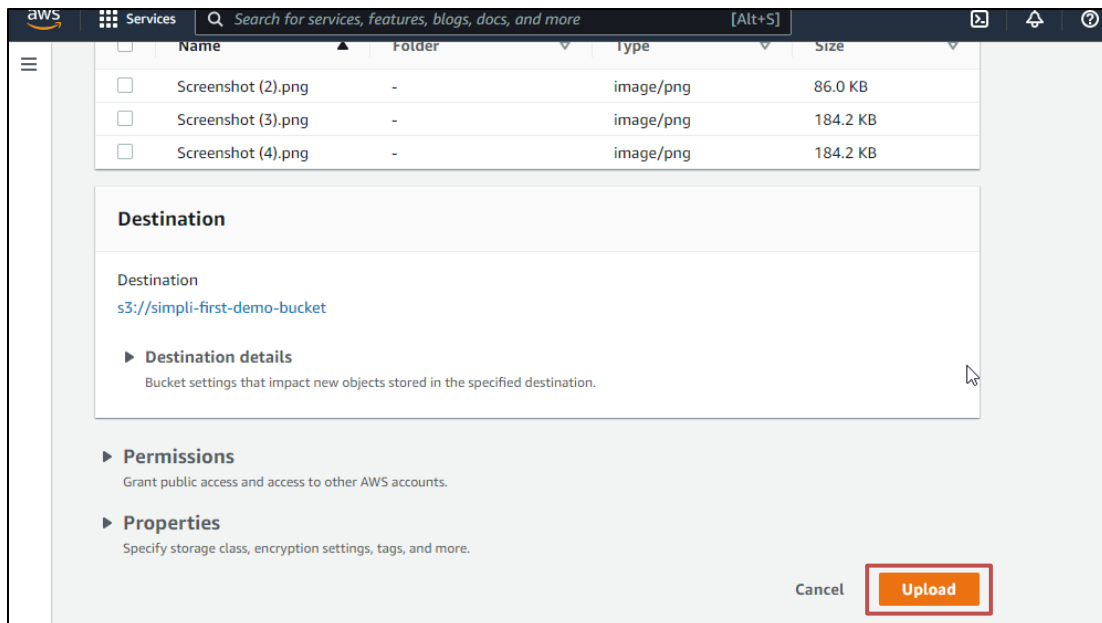 aws Services Search for services, features, blogs, docs, and more [Alt+S]
Name Folder Type Size
Screenshot (2).png - image/png 86.0 KB
Screenshot (3).png - image/png 184.2 KB
Screenshot (4).png - image/png 184.2 KB
Destination
Destination
s3://simpli-first-demo-bucket
Destination details
Bucket settings that impact new objects stored in the specified destination.
Permissions
Grant public access and access to other AWS accounts.
Properties
Specify storage class, encryption settings, tags, and more.
Cancel Upload